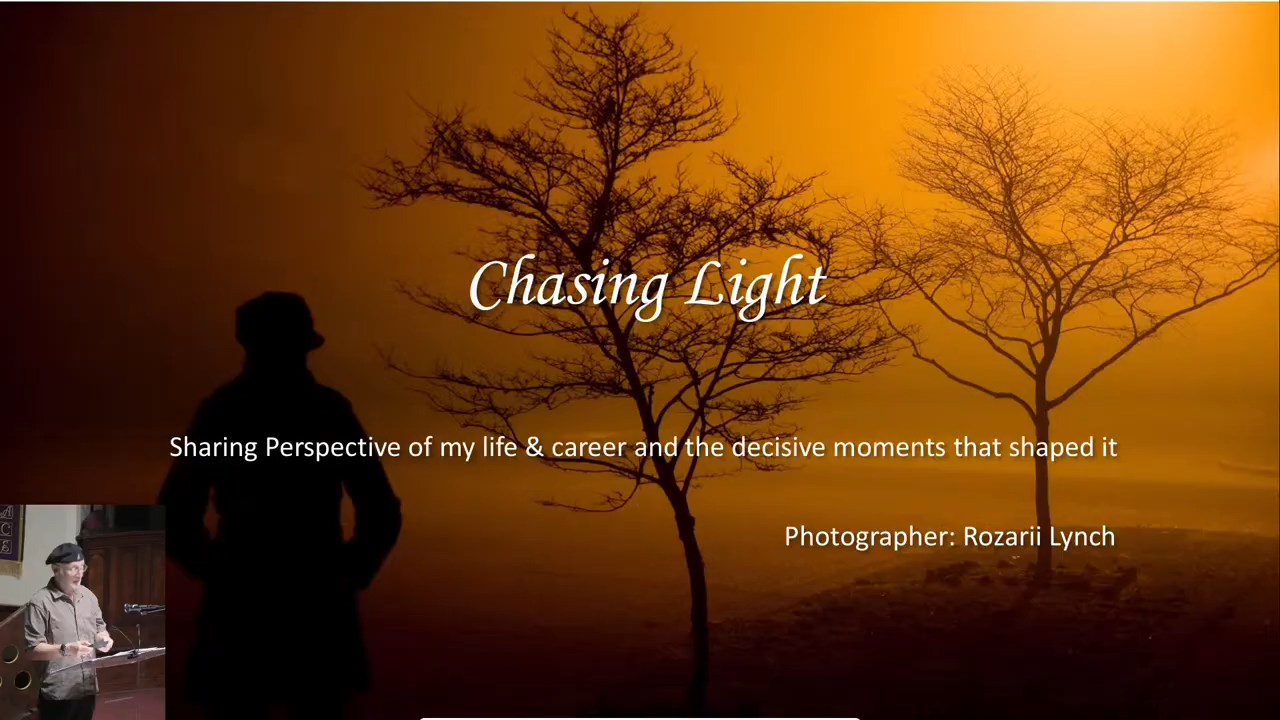 Chasing Light
Sharing Perspective of my life & career and the decisive moments that shaped it
Photographer: Rozarii Lynch